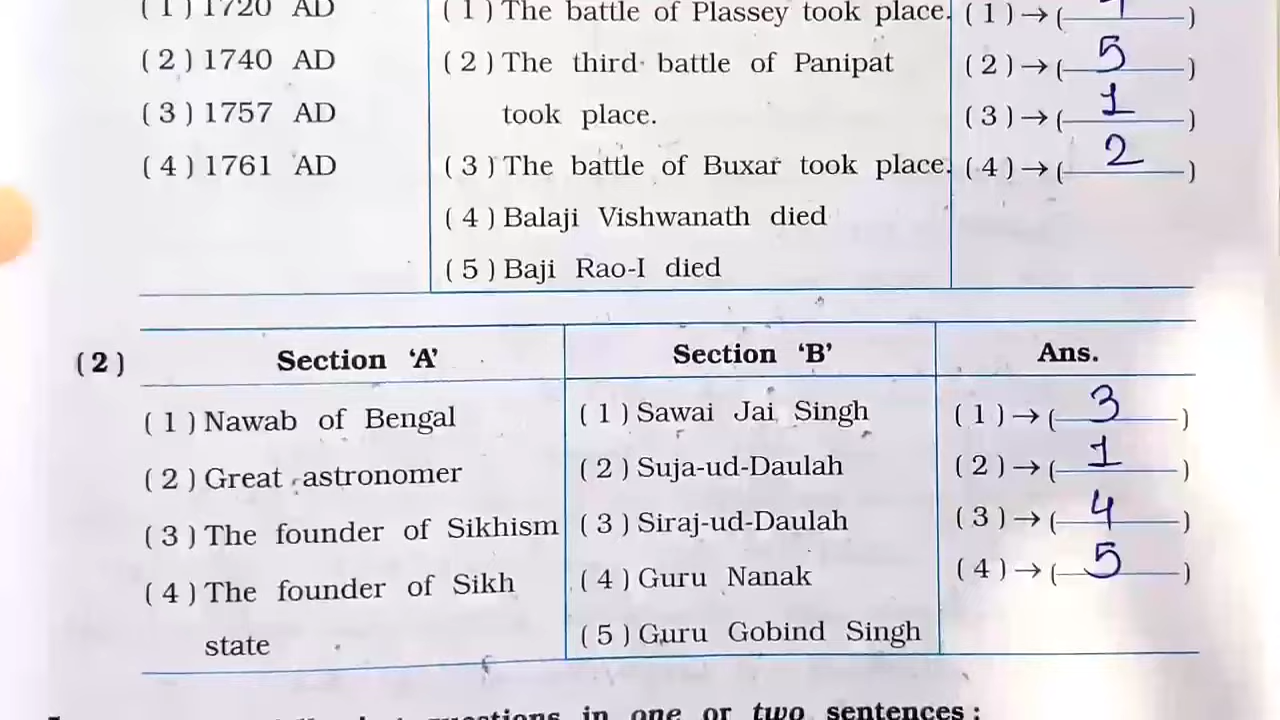 ( 1 ) 1720 AD ( 1 ) The battle of Plassey took place. ( 1 ) → ( 4 )
( 2 ) 1740 AD ( 2 ) The third battle of Panipat ( 2 ) → ( 5 )
( 3 ) 1757 AD took place. ( 3 ) → ( 1 )
( 4 ) 1761 AD ( 3 ) The battle of Buxar took place. ( 4 ) → ( 2 )
( 4 ) Balaji Vishwanath died
( 5 ) Baji Rao-I died
( 2 ) Section ‘A’ Section ‘B’ Ans.
( 1 ) Nawab of Bengal ( 1 ) Sawai Jai Singh ( 1 ) → ( 3 )
( 2 ) Great astronomer ( 2 ) Suja-ud-Daulah ( 2 ) → ( 1 )
( 3 ) The founder of Sikhism ( 3 ) Siraj-ud-Daulah ( 3 ) → ( 4 )
( 4 ) The founder of Sikh ( 4 ) Guru Nanak ( 4 ) → ( 5 )
state ( 5 ) Guru Gobind Singh
questions in one or two sentences :